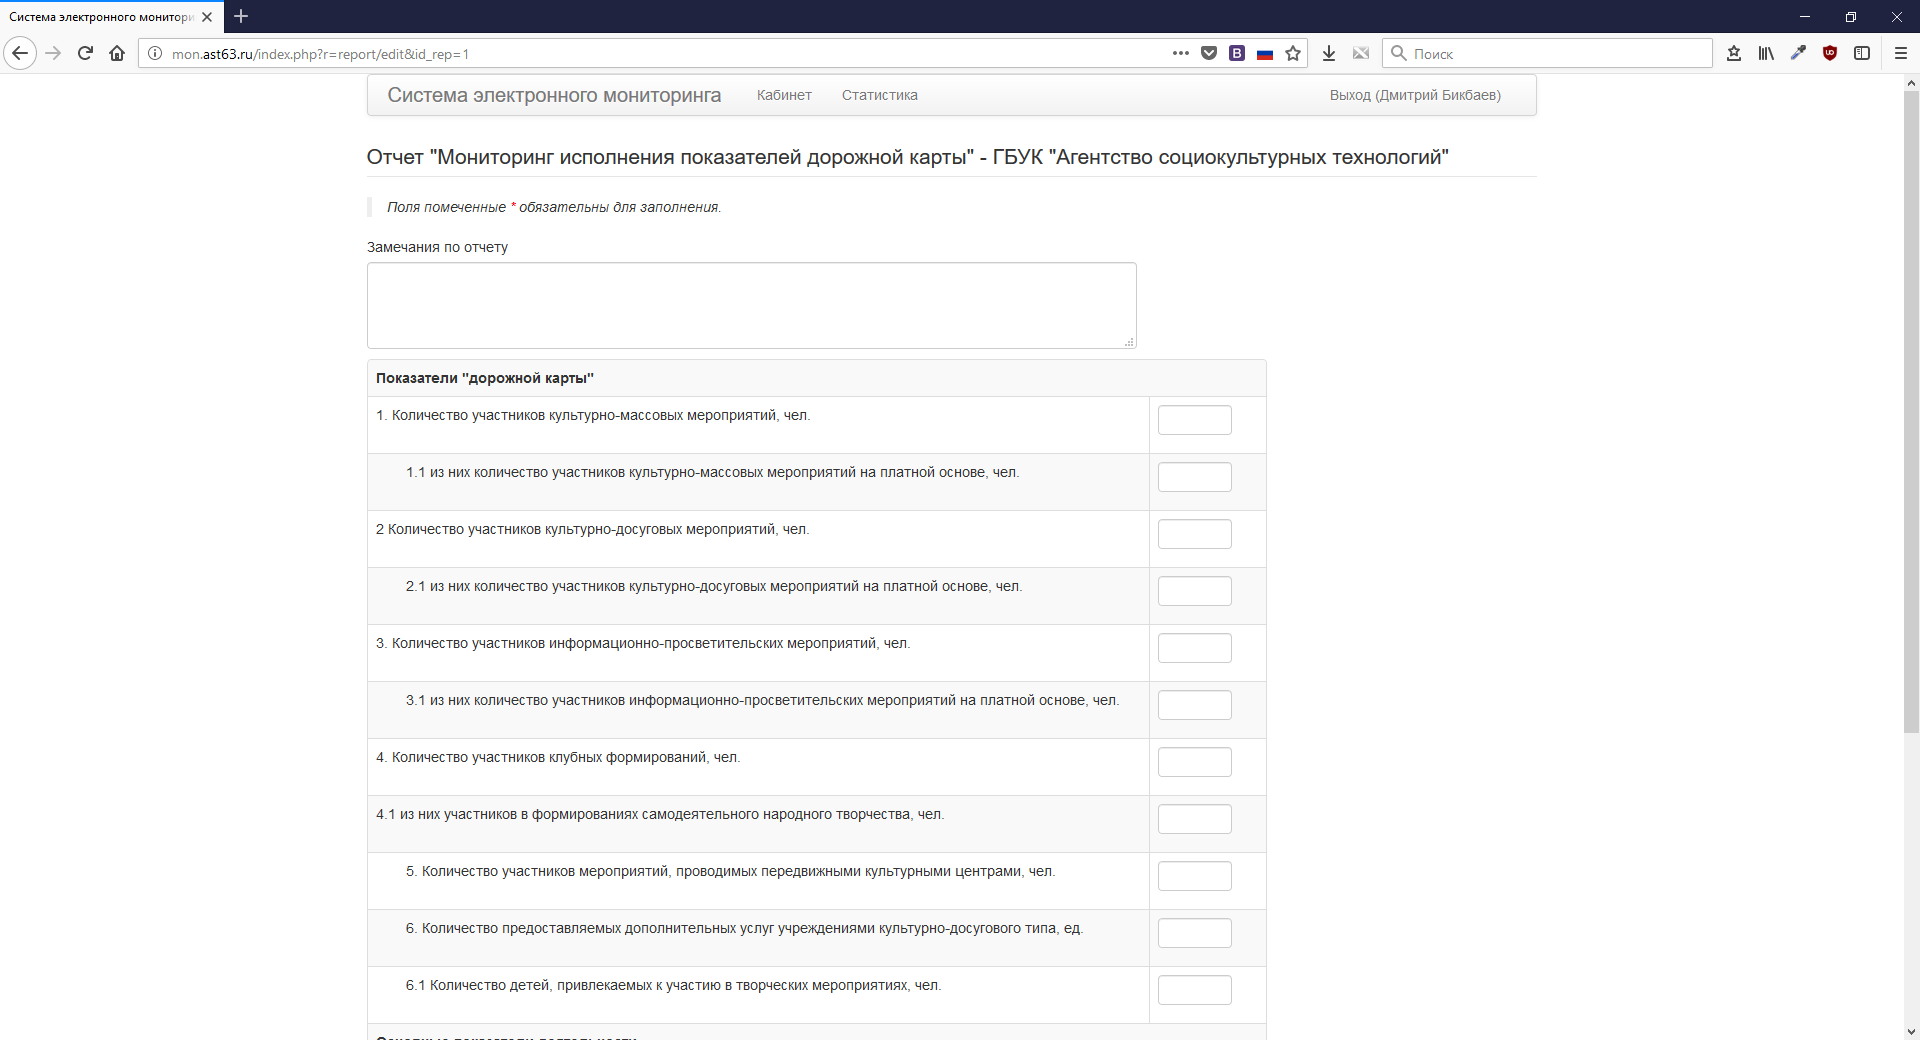 Система электронного монитори
mon.ast63.ru/index.php?r=report/edit&id_rep=1
Поиск
Система электронного мониторинга Кабинет Статистика Выход (Дмитрий Бикбаев)
Отчет "Мониторинг исполнения показателей дорожной карты" - ГБУК "Агентство социокультурных технологий"
Поля помеченные * обязательны для заполнения.
Замечания по отчету
Показатели "дорожной карты"
1. Количество участников культурно-массовых мероприятий, чел.
1.1 из них количество участников культурно-массовых мероприятий на платной основе, чел.
2 Количество участников культурно-досуговых мероприятий, чел.
2.1 из них количество участников культурно-досуговых мероприятий на платной основе, чел.
3. Количество участников информационно-просветительских мероприятий, чел.
3.1 из них количество участников информационно-просветительских мероприятий на платной основе, чел.
4. Количество участников клубных формирований, чел.
4.1 из них участников в формированиях самодеятельного народного творчества, чел.
5. Количество участников мероприятий, проводимых передвижными культурными центрами, чел.
6. Количество предоставляемых дополнительных услуг учреждениями культурно-досугового типа, ед.
6.1 Количество детей, привлекаемых к участию в творческих мероприятиях, чел.